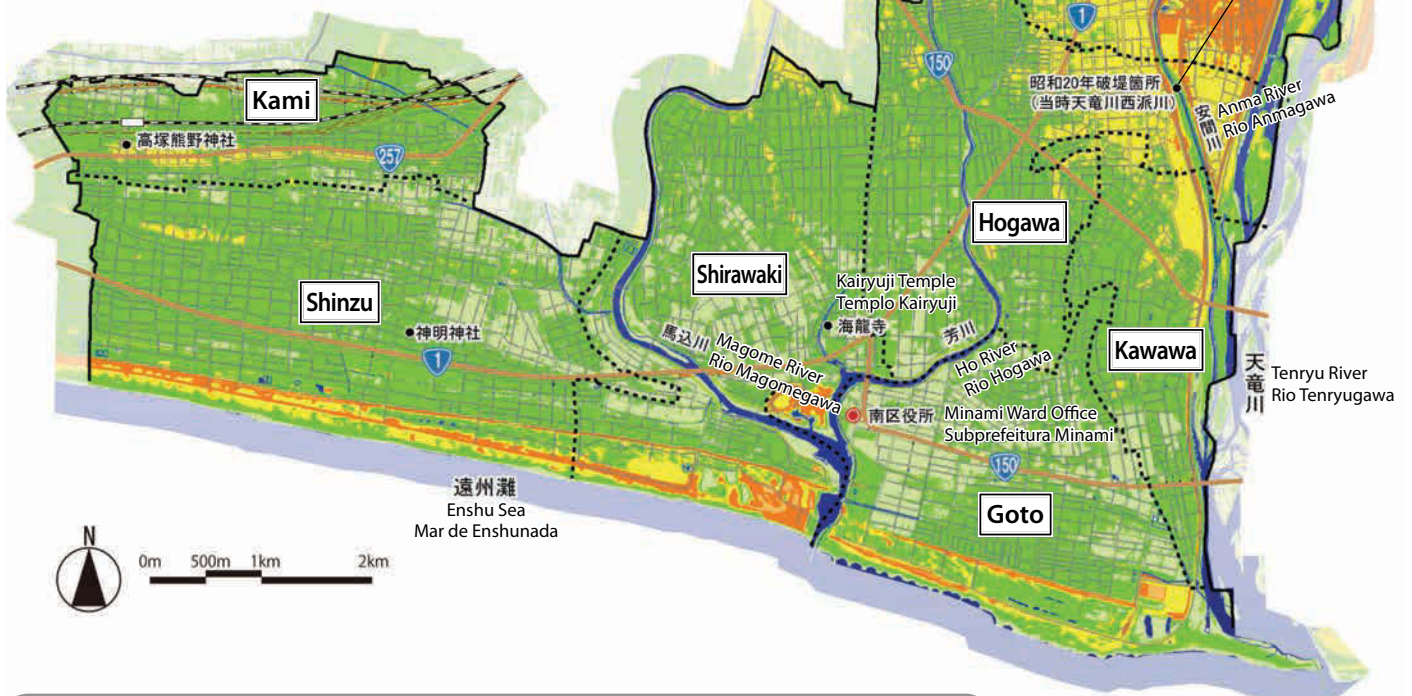 1
150
昭和20年破堤箇所
（当時天竜川西派川）
安間川
Anma River
Rio Anmagawa
Kami
高塚熊野神社
257
Hogawa
Shirawaki
Kairyuji Temple
Templo Kairyuji
海龍寺
Shinzu
神明神社
1
馬込川
Magome River
Rio Magomegawa
芳川
Ho River
Rio Hogawa
Kawawa
天竜川
Tenryu River
Rio Tenryugawa
南区役所
Minami Ward Office
Subprefeitura Minami
150
遠州灘
Enshu Sea
Mar de Enshunada
Goto
N
0m 500m 1km 2km